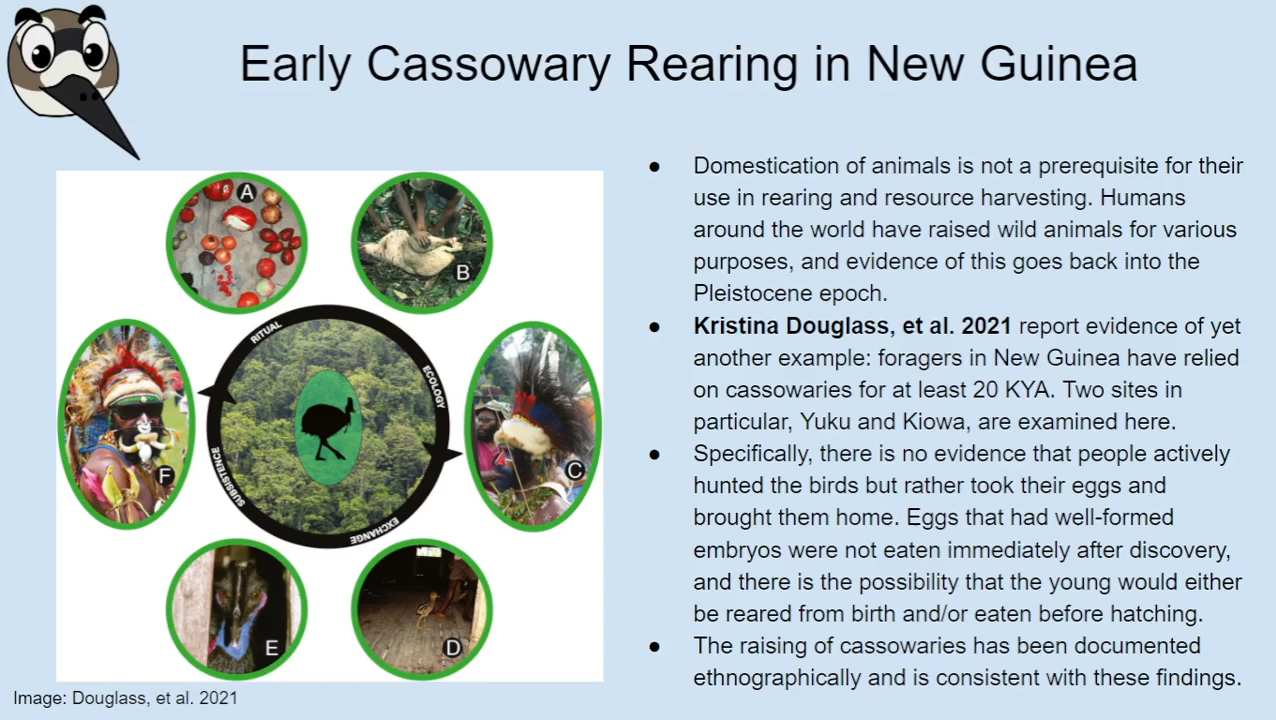 Early Cassowary Rearing in New Guinea
A
B
RITUAL
ECOLOGY
F
C
SUBSISTENCE
EXCHANGE
E
D
Image: Douglass, et al. 2021
● Domestication of animals is not a prerequisite for their
use in rearing and resource harvesting. Humans
around the world have raised wild animals for various
purposes, and evidence of this goes back into the
Pleistocene epoch.
● Kristina Douglass, et al. 2021 report evidence of yet
another example: foragers in New Guinea have relied
on cassowaries for at least 20 KYA. Two sites in
particular, Yuku and Kiowa, are examined here.
● Specifically, there is no evidence that people actively
hunted the birds but rather took their eggs and
brought them home. Eggs that had well-formed
embryos were not eaten immediately after discovery,
and there is the possibility that the young would either
be reared from birth and/or eaten before hatching.
● The raising of cassowaries has been documented
ethnographically and is consistent with these findings.